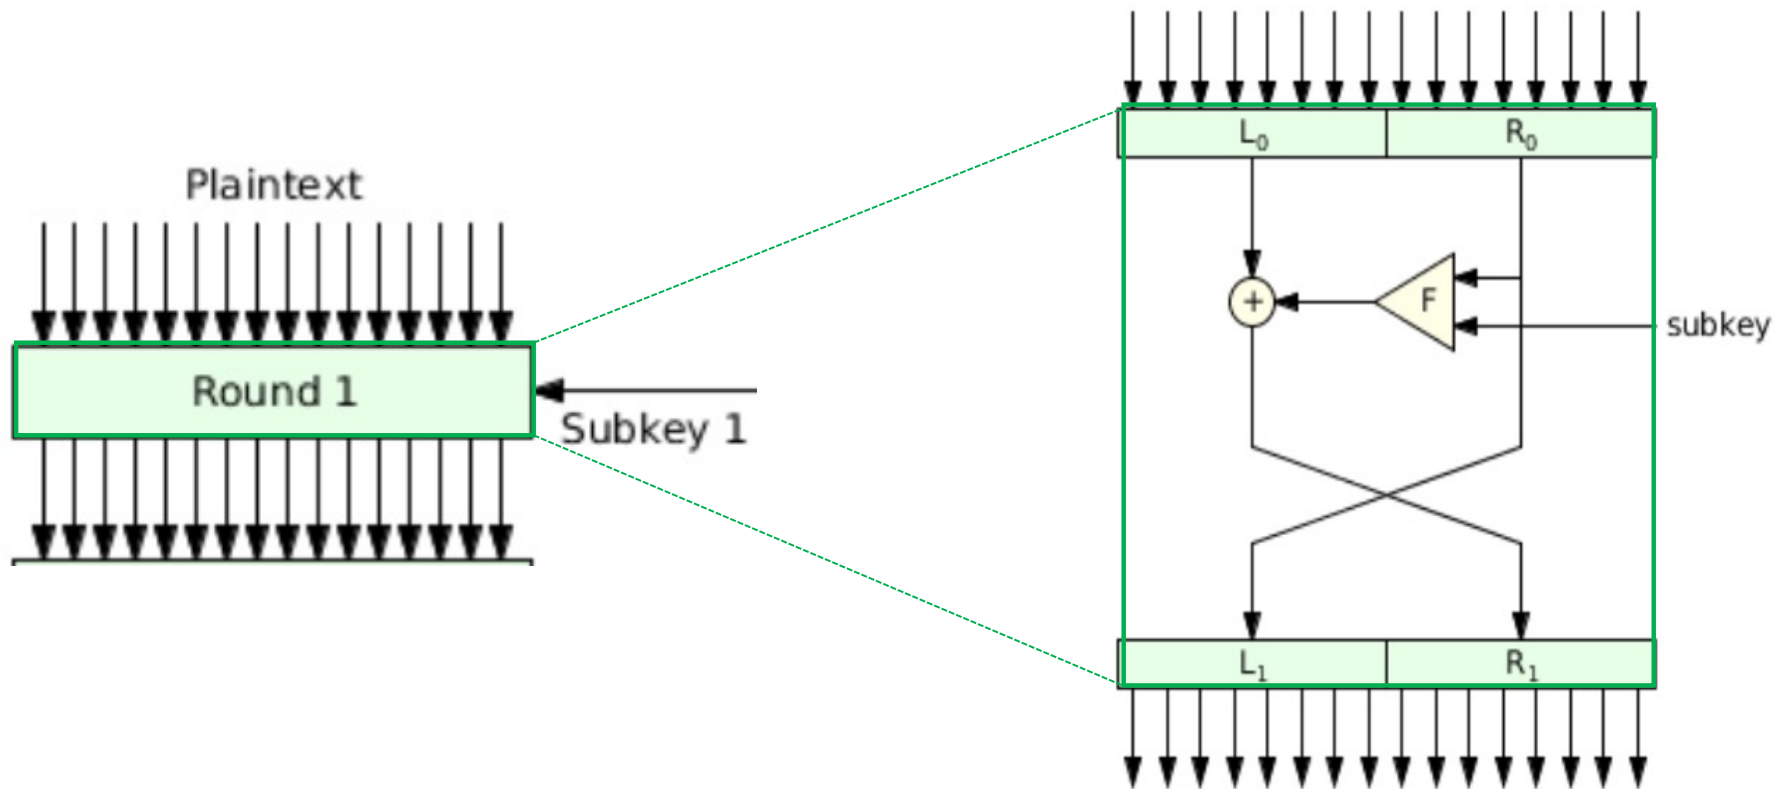 Plaintext
Round 1
Subkey 1
L₀ R₀
+ F
subkey
L₁ R₁